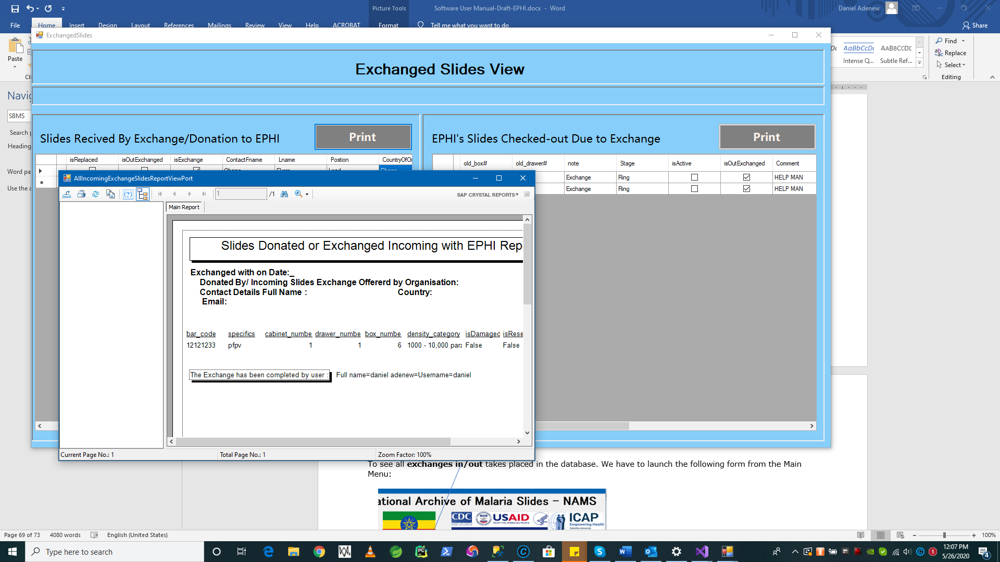 Picture Tools
Software User Manual-Draft-EPHI.docx - Word
Daniel Adenew
File Home Insert Design Layout References Mailings Review View Help ACROBAT Format Tell me what you want to do
Share
Paste
ExchangedSlides
AaBbCcDc AABBCCDE
Intense Q... Subtle Ref...
Find
Replace
Select
Editing
Exchanged Slides View
SBMS
Slides Recived By Exchange/Donation to EPHI
Print
EPHI's Slides Checked-out Due to Exchange
Print
isReplaced isOutExchanged isExchange ContactFname Lname Postion
old_box# old_drawer# note Stage isActive isOutExchanged Comment
Exchange Ring HELP MAN
Exchange Ring HELP MAN
AllIncomingExchangeSlidesReportViewPort
1 /1
SAP CRYSTAL REPORTS®
Main Report
Slides Donated or Exchanged Incoming with EPHI Rep
Exchanged with on Date:_
Donated By/ Incoming Slides Exchange Offererd by Organisation:
Contact Details Full Name : Country:
Email:
bar_code specifics cabinet_numbe drawer_numbe box_numbe density_category isDamaged isRese
12121233 pfpv 1 1 6 1000 - 10,000 para False False
The Exchange has been completed by user : Full name=daniel adenew=Username=daniel
Current Page No.: 1 Total Page No.: 1 Zoom Factor: 100%
To see all exchanges in/out takes placed in the database. We have to launch the following form from the Main
Menu:
ational Archive of Malaria Slides - NAMS
CDC USAID ICAP
FROM THE AMERICAN PEOPLE
Empowering Health
Page 69 of 73 4080 words English (United States)
100%
Type here to search
12:07 PM
5/26/2020
4